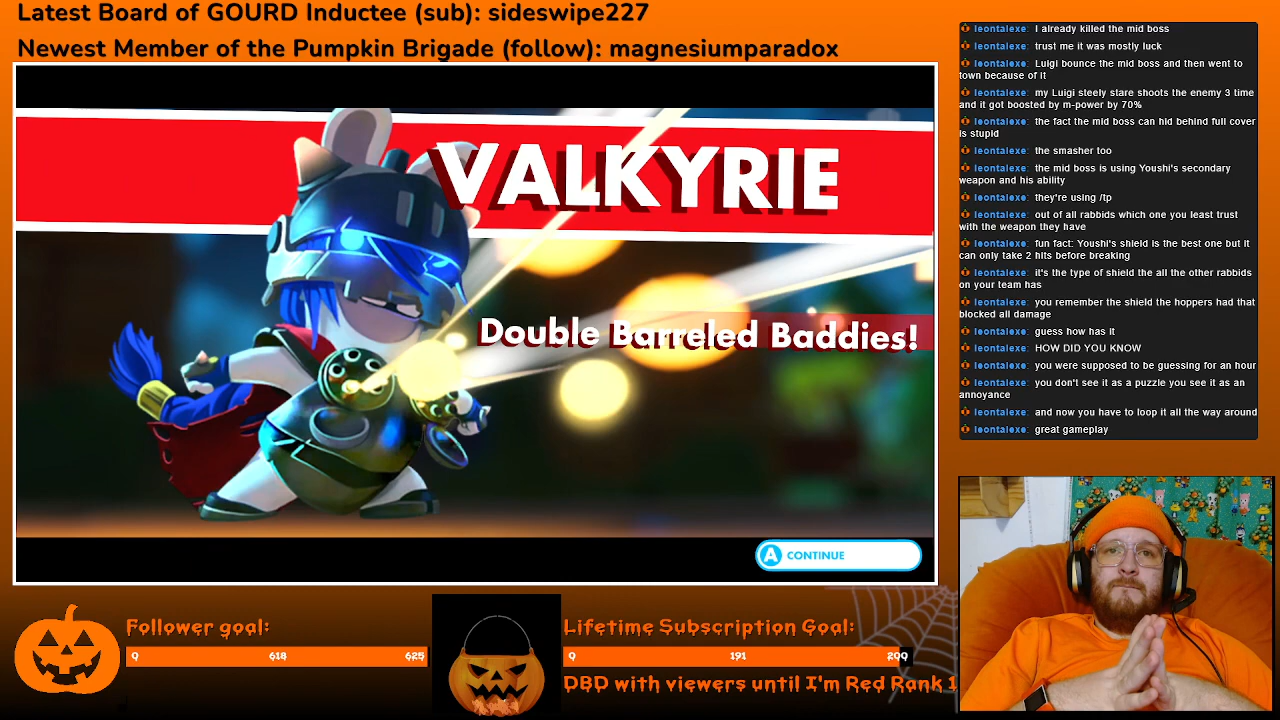 Latest Board of GOURD Inductee (sub): sideswipe227
Newest Member of the Pumpkin Brigade (follow): magnesiumparadox
VALKYRIE
Double Barreled Baddies!
A CONTINUE
leontalexe: I already killed the mid boss
leontalexe: trust me it was mostly luck
leontalexe: Luigi bounce the mid boss and then went to
town because of it
leontalexe: my Luigi steely stare shoots the enemy 3 time
and it got boosted by m-power by 70%
leontalexe: the fact the mid boss can hid behind full cover
is stupid
leontalexe: the smasher too
leontalexe: the mid boss is using Youshi's secondary
weapon and his ability
leontalexe: they're using /tp
leontalexe: out of all rabbids which one you least trust
with the weapon they have
leontalexe: fun fact: Youshi's shield is the best one but it
can only take 2 hits before breaking
leontalexe: it's the type of shield the all the other rabbids
on your team has
leontalexe: you remember the shield the hoppers had that
blocked all damage
leontalexe: guess how has it
leontalexe: HOW DID YOU KNOW
leontalexe: you were supposed to be guessing for an hour
leontalexe: you don't see it as a puzzle you see it as an
annoyance
leontalexe: and now you have to loop it all the way around
leontalexe: great gameplay
Follower goal:
0 618 625
Lifetime Subscription Goal:
0 191 200
DBD with viewers until I'm Red Rank 1